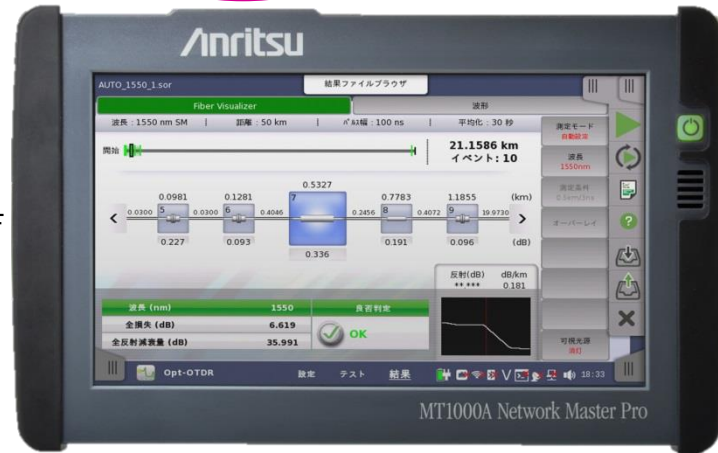 Anritsu
AUTO_1550_1.sor
結果ファイルブラウザ
Fiber Visualizer
波形
波長 : 1550 nm SM | 距離 : 50 km | パルス幅 : 100 ns | 平均化 : 30 秒
測定モード
自動設定
開始
21.1586 km
イベント: 10
波長
1550nm
測定条件
0.5km/1ns
オーバーレイ
0.0981 0.1281 0.5327 0.7783 1.1855 (km)
5 6 7 8 9
0.0300 0.0300 0.4046 0.2456 0.4072 19.9730
0.227 0.093 0.336 0.191 0.096 (dB)
反射(dB) dB/km
**.*** 0.181
波長 (nm) 1550 良否判定
全損失 (dB) 6.619
OK
全反射減衰量 (dB) 35.991
可視光源
Opt-OTDR 設定 テスト 結果 18:33
MT1000A Network Master Pro